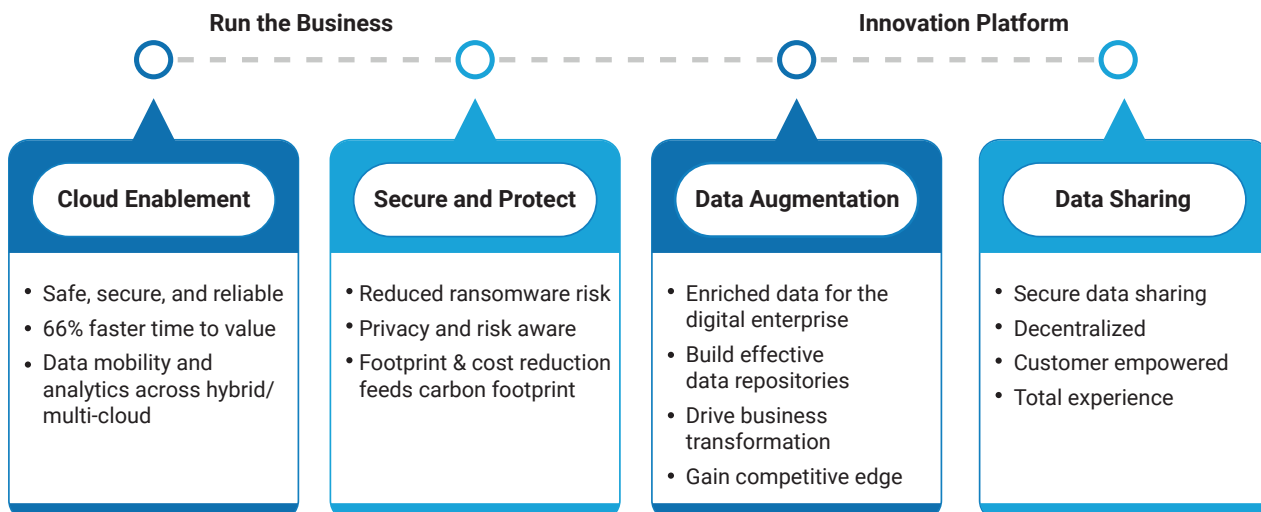 Run the Business
Innovation Platform
Cloud Enablement
• Safe, secure, and reliable
• 66% faster time to value
• Data mobility and
analytics across hybrid/
multi-cloud
Secure and Protect
• Reduced ransomware risk
• Privacy and risk aware
• Footprint & cost reduction
feeds carbon footprint
Data Augmentation
• Enriched data for the
digital enterprise
• Build effective
data repositories
• Drive business
transformation
• Gain competitive edge
Data Sharing
• Secure data sharing
• Decentralized
• Customer empowered
• Total experience